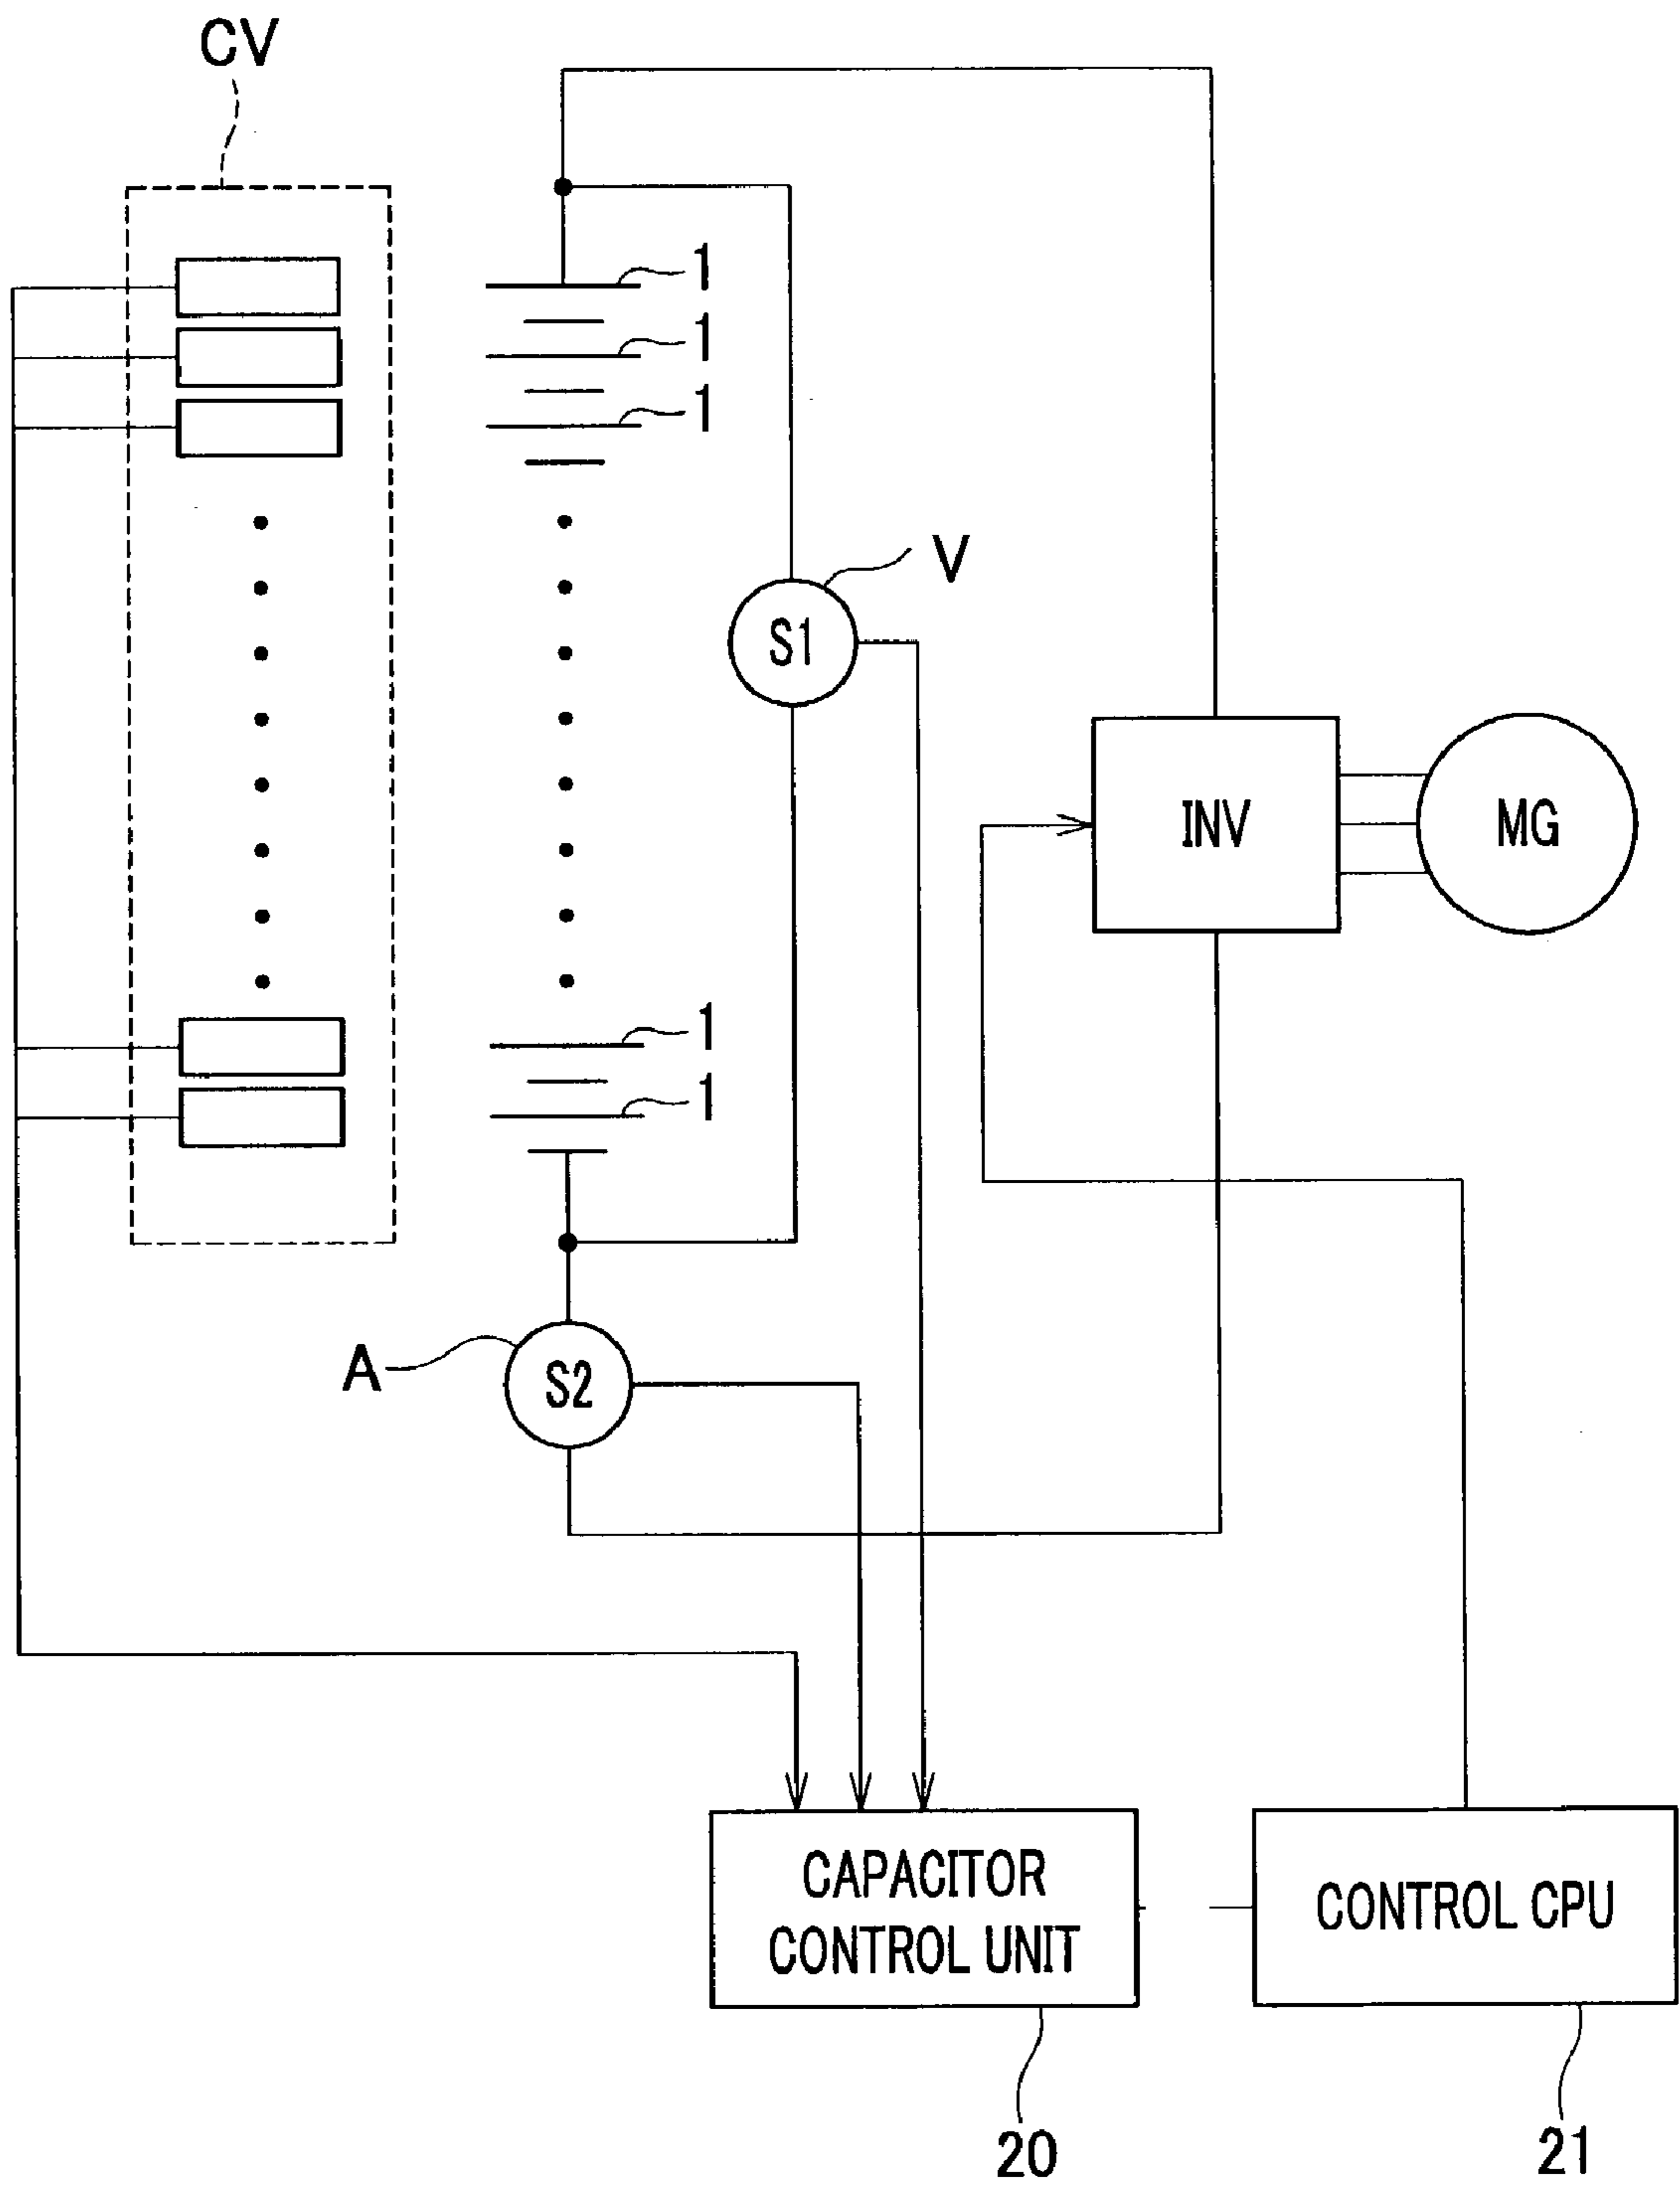 CV
1
1
1
V
S1
INV
MG
1
1
A
S2
CAPACITOR
CONTROL UNIT
CONTROL CPU
20
21